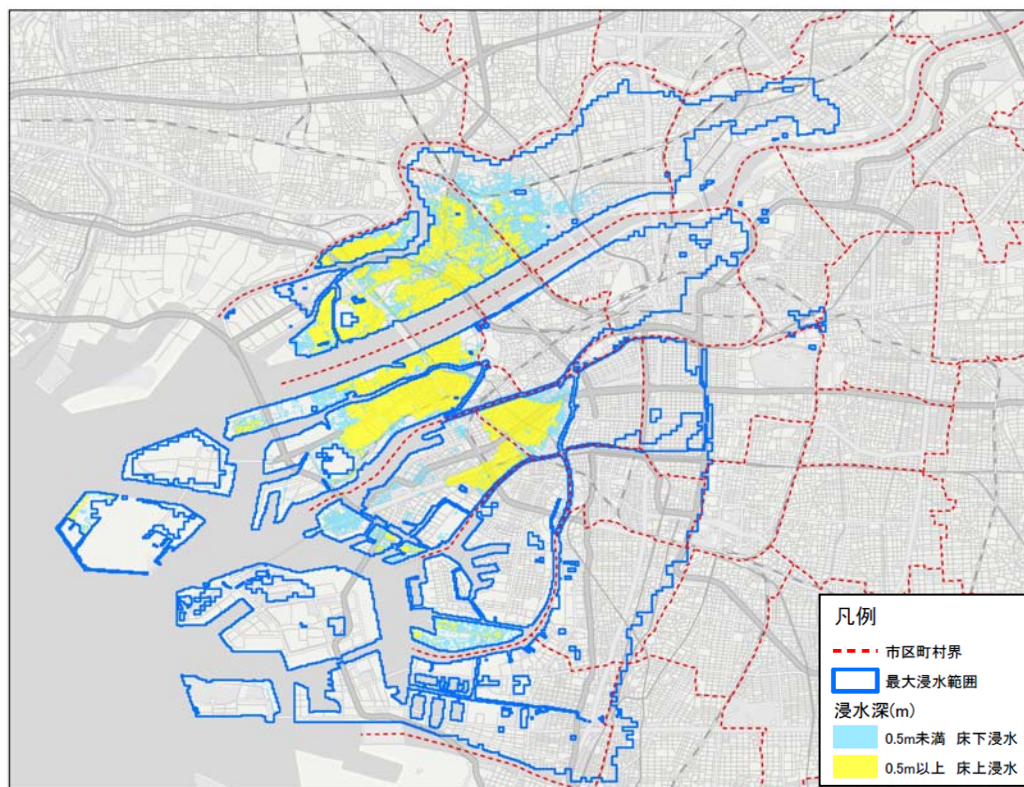 凡例
市区町村界
最大浸水範囲
浸水深(m)
0.5m未満 床下浸水
0.5m以上 床上浸水